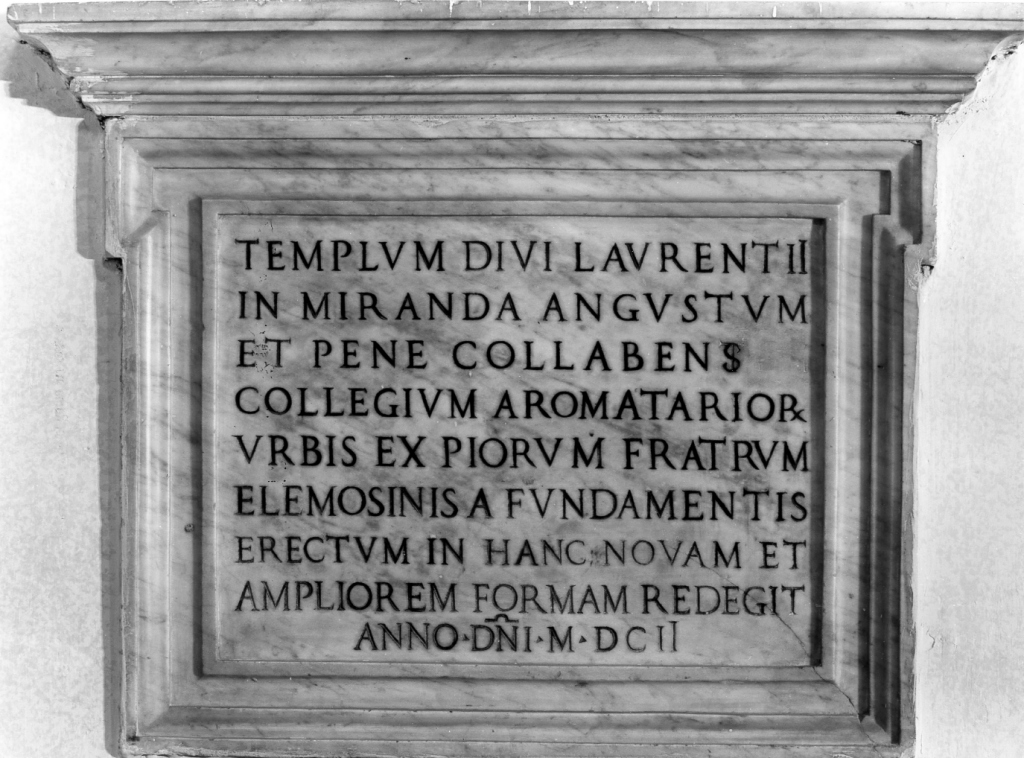 TEMPLVM DIVI LAVRENTII
IN MIRANDA ANGVSTVM
ET PENE COLLABENS
COLLEGIVM AROMATARIOR
VRBIS EX PIORVM FRATRVM
ELEMOSINIS A FVNDAMENTIS
ERECTVM IN HANC NOVAM ET
AMPLIOREM FORMAM REDEGIT
ANNO·DÑI·M·DCII